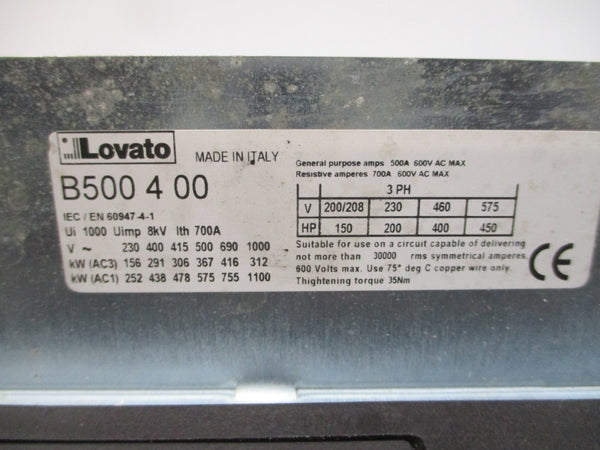 Lovato
MADE IN ITALY
B500 4 00
IEC / EN 60947-4-1
Ui 1000 Uimp 8kV Ith 700A
V ~ 230 400 415 500 690 1000
kW (AC3) 156 291 306 367 416 312
kW (AC1) 252 438 478 575 755 1100
General purpose amps 500A 600V AC MAX
Resistive amperes 700A 600V AC MAX
3 PH
V 200/208 230 460 575
HP 150 200 400 450
Suitable for use on a circuit capable of delivering
not more than 30000 rms symmetrical amperes,
600 Volts max. Use 75° deg C copper wire only.
Thightening torque 35Nm
CE